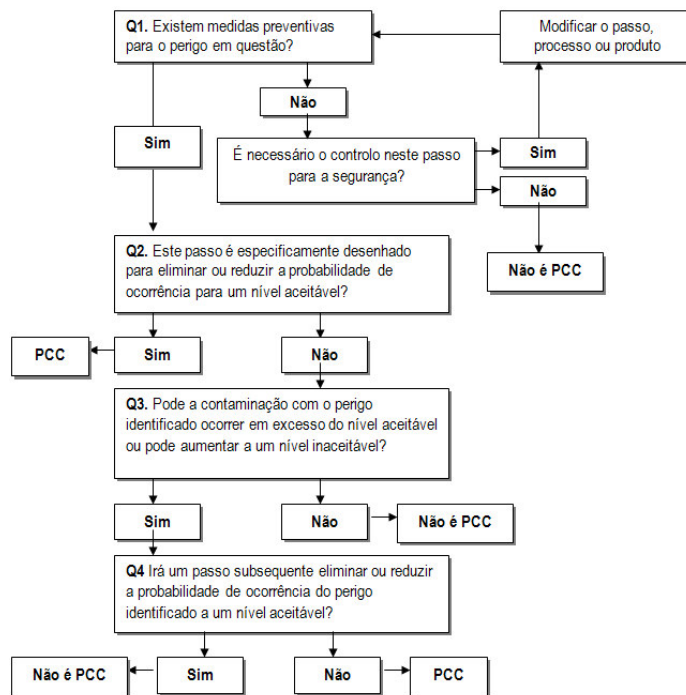 Q1. Existem medidas preventivas
para o perigo em questão?
Modificar o passo,
processo ou produto
Não
Sim
É necessário o controlo neste passo
para a segurança?
Sim
Não
Não é PCC
Q2. Este passo é especificamente desenhado
para eliminar ou reduzir a probabilidade de
ocorrência para um nível aceitável?
PCC
Sim
Não
Q3. Pode a contaminação com o perigo
identificado ocorrer em excesso do nível aceitável
ou pode aumentar a um nível inaceitável?
Sim
Não
Não é PCC
Q4 Irá um passo subsequente eliminar ou reduzir
a probabilidade de ocorrência do perigo
identificado a um nível aceitável?
Não é PCC
Sim
Não
PCC